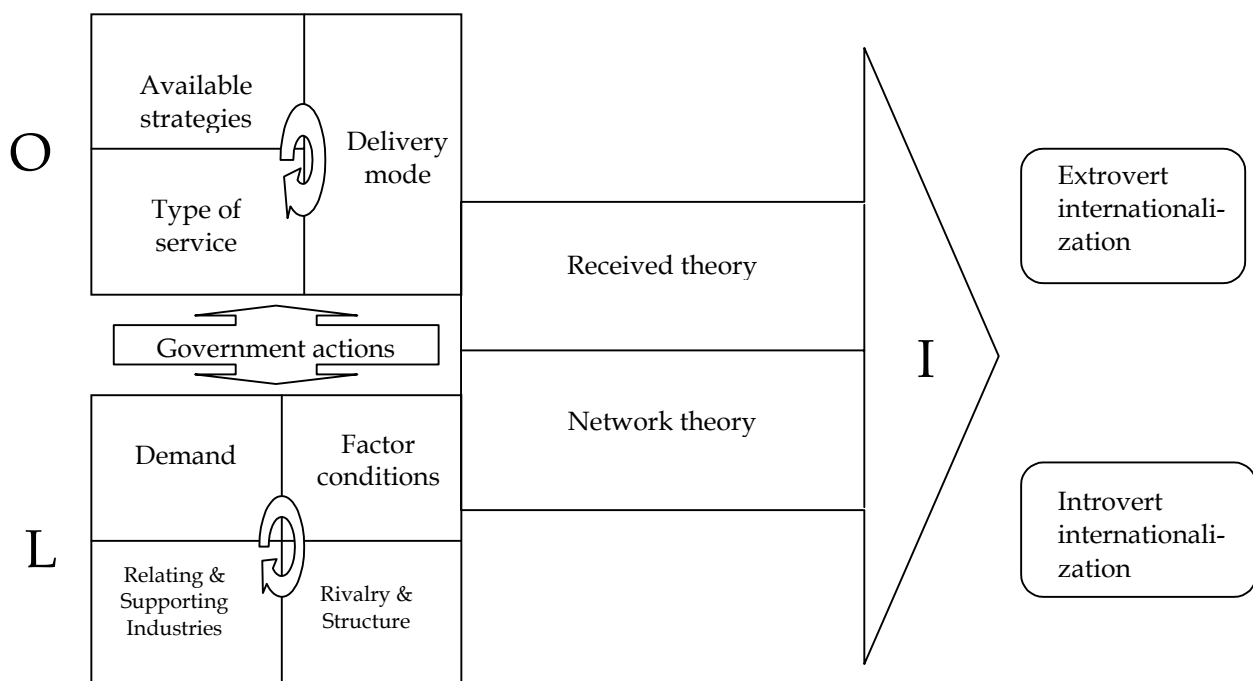 O
Available
strategies
Delivery
mode
Type of
service
Government actions
L
Demand
Factor
conditions
Relating &
Supporting
Industries
Rivalry &
Structure
Received theory
Network theory
I
Extrovert
internationali-
zation
Introvert
internationali-
zation